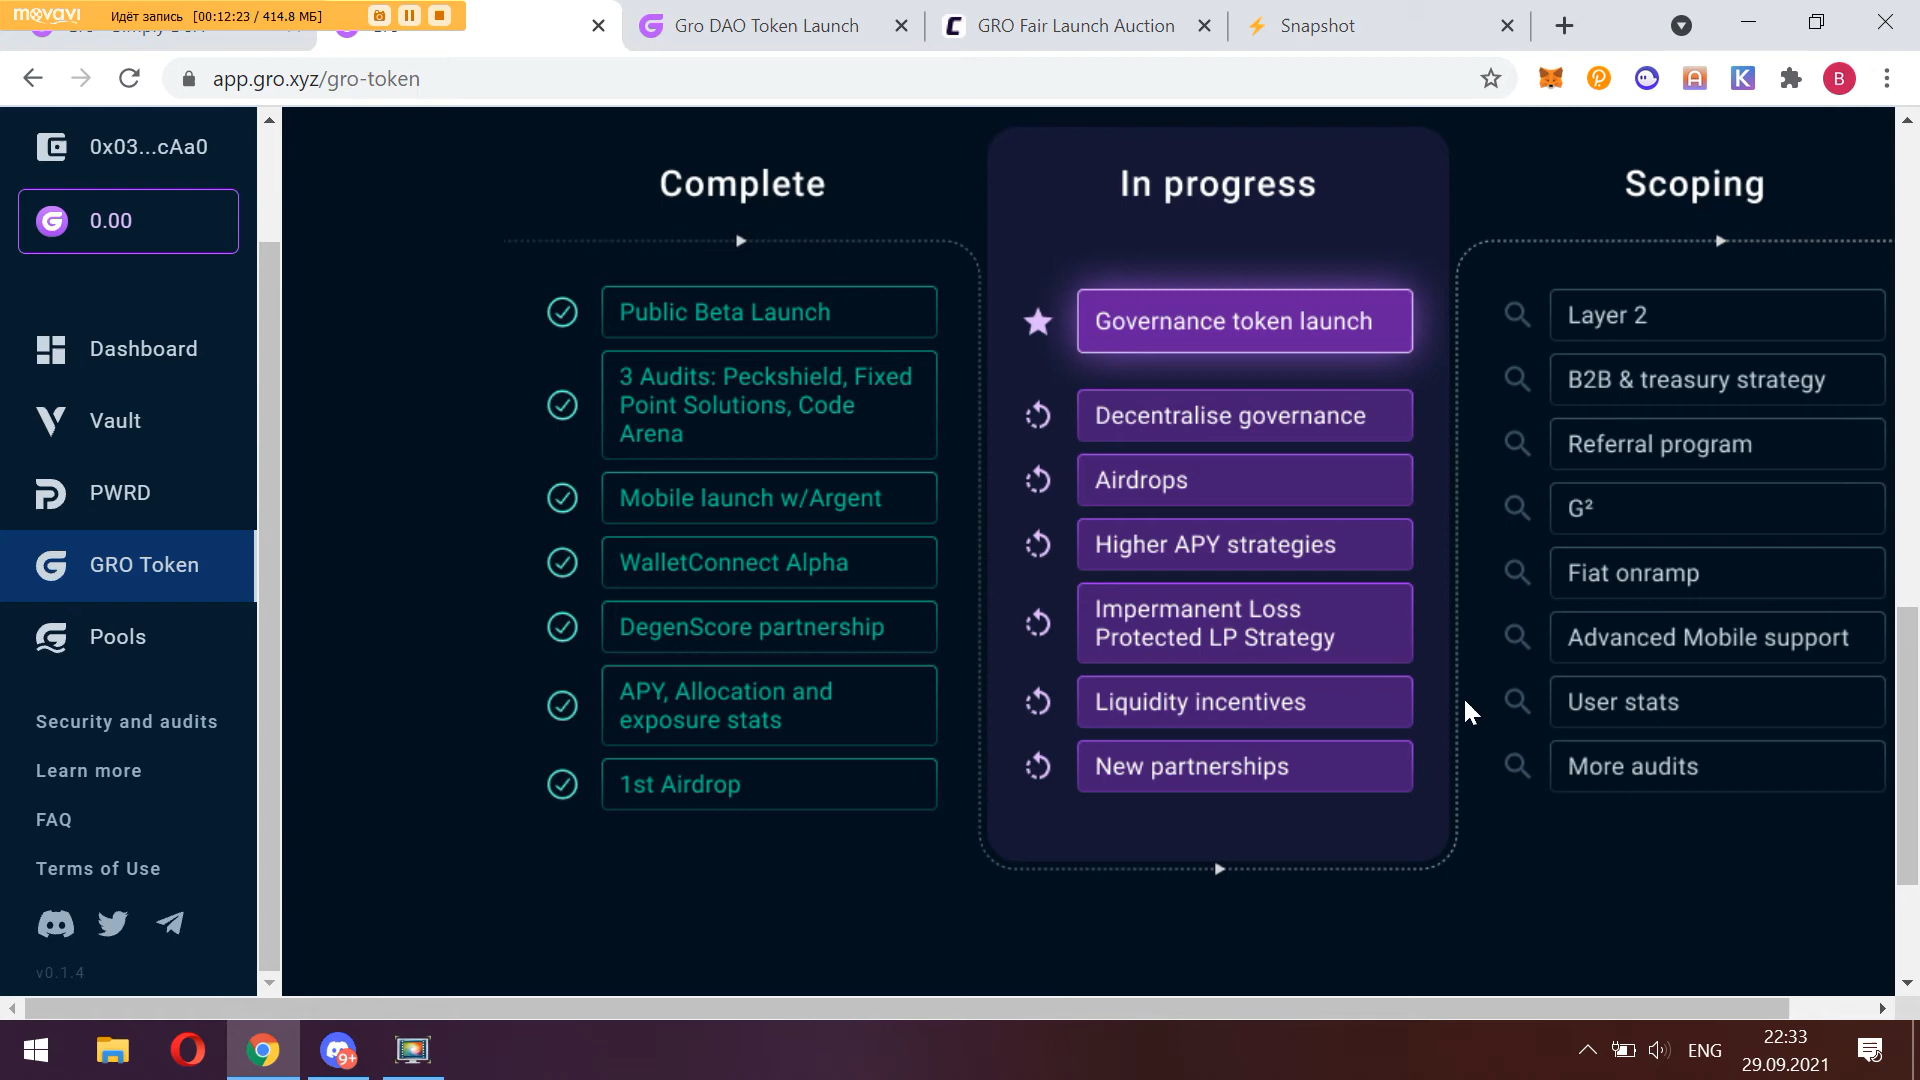 movavi
Идёт запись [00:12:23 / 414.8 МБ]
Gro DAO Token Launch
GRO Fair Launch Auction
Snapshot
app.gro.xyz/gro-token
B
0x03...cAa0
0.00
Dashboard
Vault
PWRD
GRO Token
Pools
Security and audits
Learn more
FAQ
Terms of Use
v0.1.4
Complete
Public Beta Launch
3 Audits: Peckshield, Fixed
Point Solutions, Code
Arena
Mobile launch w/Argent
WalletConnect Alpha
DegenScore partnership
APY, Allocation and
exposure stats
1st Airdrop
In progress
Governance token launch
Decentralise governance
Airdrops
Higher APY strategies
Impermanent Loss
Protected LP Strategy
Liquidity incentives
New partnerships
Scoping
Layer 2
B2B & treasury strategy
Referral program
G²
Fiat onramp
Advanced Mobile support
User stats
More audits
9+
ENG
22:33
29.09.2021